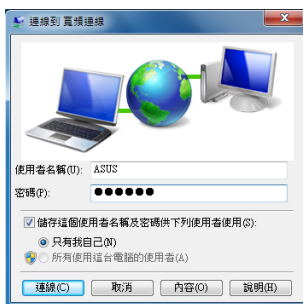 連線到 寬頻連線
使用者名稱(U): ASUS
密碼(P): ●●●●●●
儲存這個使用者名稱及密碼供下列使用者使用(S):
只有我自己(N)
所有使用這台電腦的使用者(A)
連線(C) 取消 內容(O) 說明(H)